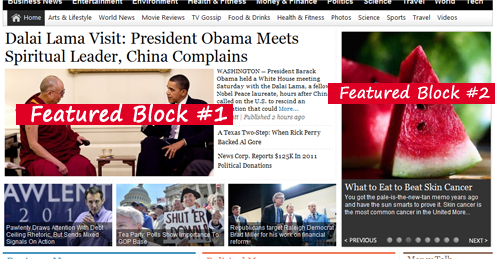 Business News Entertainment Environment Health & Fitness Money & Finance Politics Science Travel World Tech
Home Arts & Lifestyle World News Movie Reviews TV Gossip Food & Drinks Health & Fitness Photos Science Sports Travel TV Shows
Dalai Lama Visit: President Obama Meets
Spiritual Leader, China Complains
WASHINGTON — President Barack
Obama held a White House meeting
Saturday with the Dalai Lama, a fellow
Nobel Peace laureate, hours after China
called on the U.S. to rescind an
invitation that could More...
Published 2 hours ago
Featured Block #1
A Texas Two-Step: When Rick Perry
Backed Al Gore
News Corp. Reports $125K In 2011
Political Donations
Featured Block #2
What to Eat to Beat Skin Cancer
You got the pale-is-the-new-tan memo years ago
and have the sun smarts to prove it. Skin cancer is
the most common cancer in the United More...
< PREVIOUS
NEXT >
AWLEN
Pawlenty Draws Attention With Debt
Ceiling Rhetoric, But Sends Mixed
Signals On Action
SHUT'ER
DOWN
Tea Party: Polls Show Importance To
GOP Base
Republicans target Raleigh Democrat
Brad Miller for his work on financial
reform